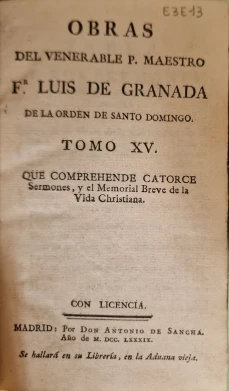 E3E13
OBRAS
DEL VENERABLE P. MAESTRO
Fr. LUIS DE GRANADA
DE LA ORDEN DE SANTO DOMINGO.
TOMO XV.
QUE COMPREHENDE CATORCE
Sermones, y el Memorial Breve de la
Vida Christiana.
CON LICENCIA.
MADRID: Por DON ANTONIO DE SANCHA.
Año de M. DCC. LXXXIX.
Se hallará en su Librería, en la Aduana vieja.